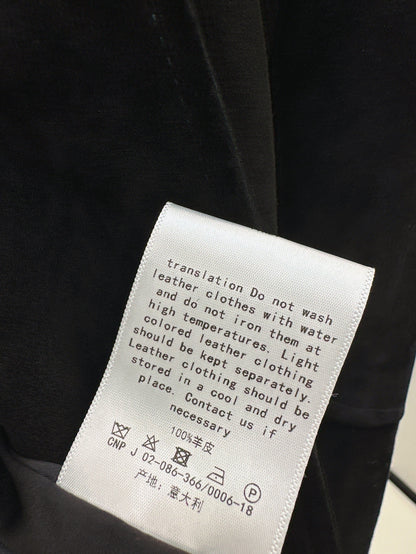 translation Do not wash
leather clothes with water
and do not iron them at
high temperatures. Light
colored leather clothing
should be kept separately.
Leather clothing should be
stored in a cool and dry
place. Contact us if
necessary
100%羊皮
P
CNP J 02-086-366/0006-18
产地: 意大利